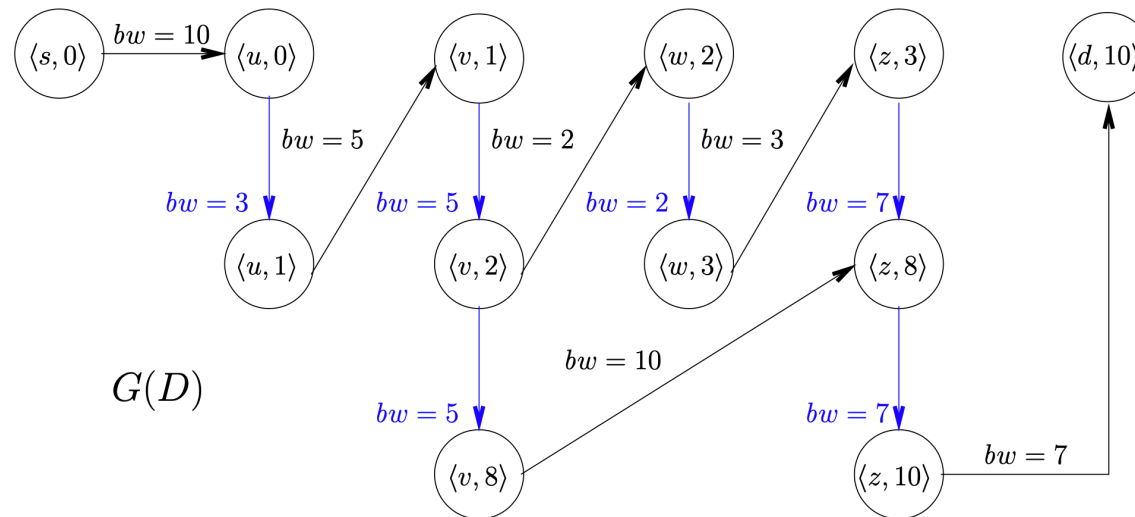 ⟨s, 0⟩ bw = 10 ⟨u, 0⟩ ⟨v, 1⟩ ⟨w, 2⟩ ⟨z, 3⟩ ⟨d, 10⟩
bw = 5 bw = 2 bw = 3
bw = 3 bw = 5 bw = 2 bw = 7
⟨u, 1⟩ ⟨v, 2⟩ ⟨w, 3⟩ ⟨z, 8⟩
bw = 10
G(D)
bw = 5 bw = 7
⟨v, 8⟩ ⟨z, 10⟩ bw = 7